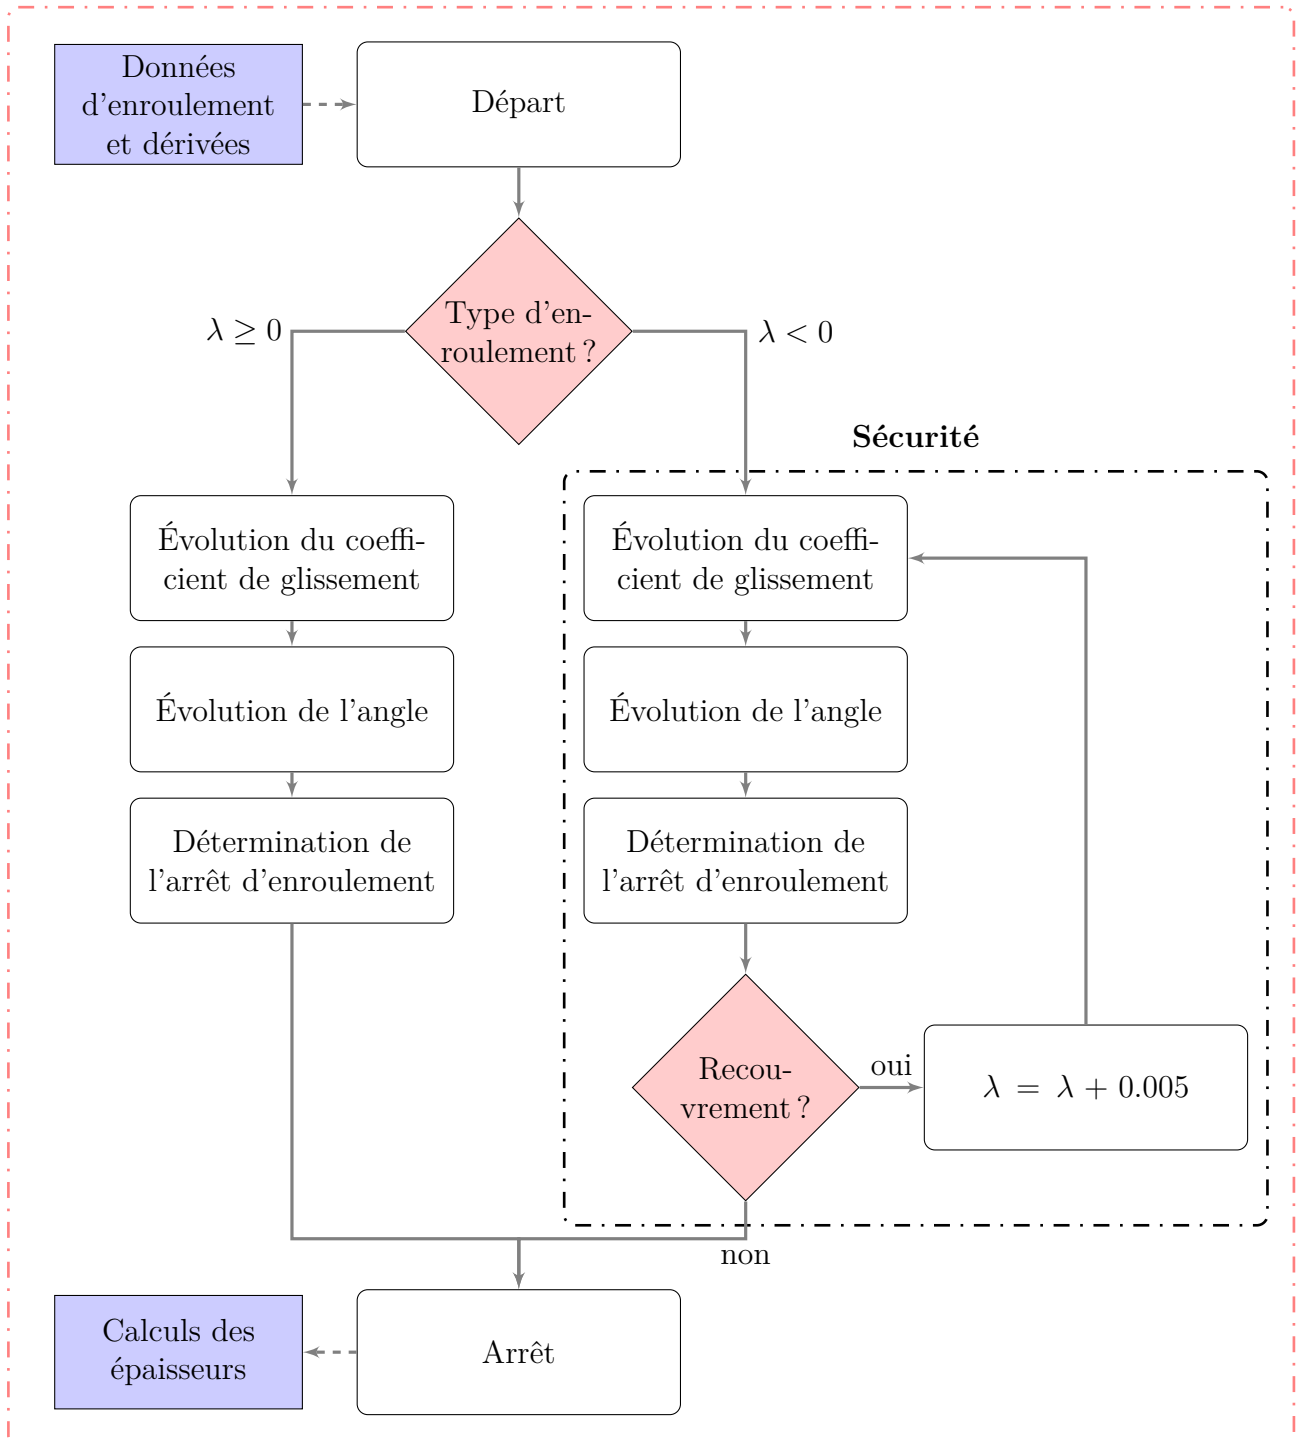 Données
d'enroulement
et dérivées
Départ
Type d'en-
roulement ?
λ ≥ 0
λ < 0
Sécurité
Évolution du coeffi-
cient de glissement
Évolution du coeffi-
cient de glissement
Évolution de l'angle
Évolution de l'angle
Détermination de
l'arrêt d'enroulement
Détermination de
l'arrêt d'enroulement
Recou-
vrement ?
oui
λ = λ + 0.005
non
Calculs des
épaisseurs
Arrêt